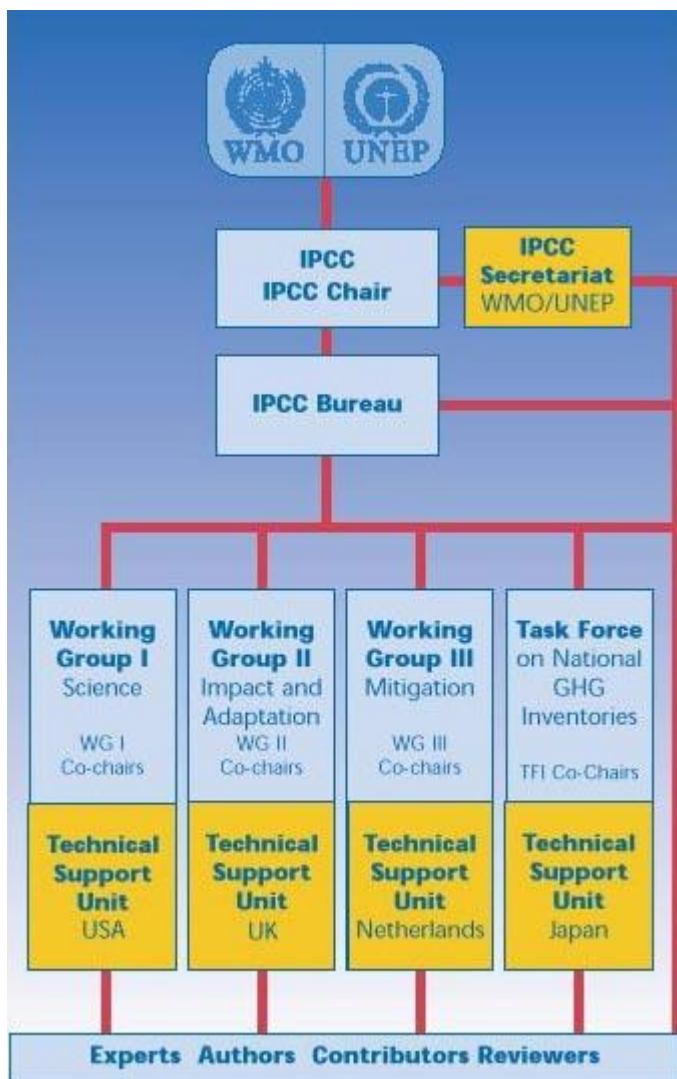 WMO
UNEP
IPCC
IPCC Chair
IPCC
Secretariat
WMO/UNEP
IPCC Bureau
Working
Group I
Science
WG I
Co-chairs
Working
Group II
Impact and
Adaptation
WG II
Co-chairs
Working
Group III
Mitigation
WG III
Co-chairs
Task Force
on National
GHG
Inventories
TFI Co-Chairs
Technical
Support
Unit
USA
Technical
Support
Unit
UK
Technical
Support
Unit
Netherlands
Technical
Support
Unit
Japan
Experts Authors Contributors Reviewers